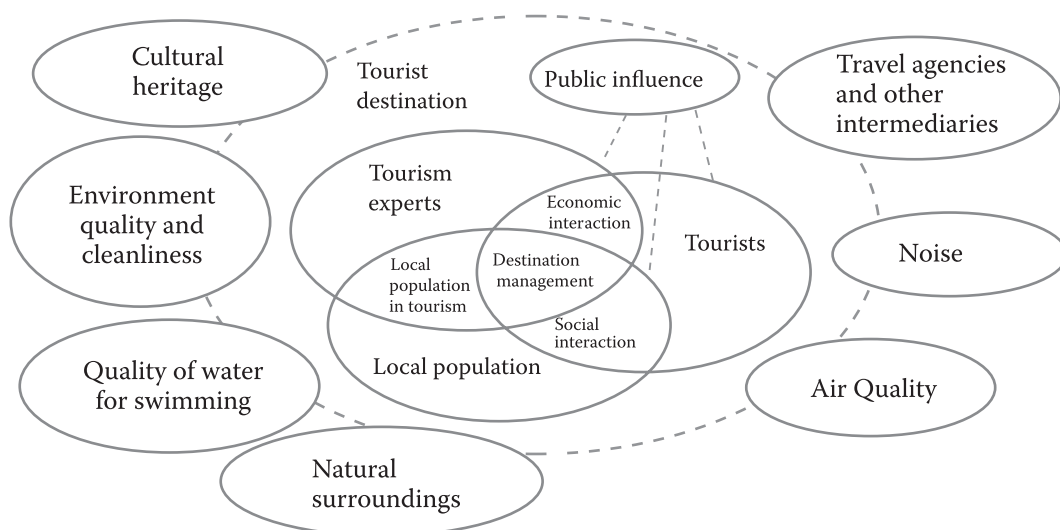 Cultural
heritage
Tourist
destination
Public influence
Travel agencies
and other
intermediaries
Environment
quality and
cleanliness
Tourism
experts
Economic
interaction
Tourists
Noise
Local
population
in tourism
Destination
management
Social
interaction
Local population
Quality of water
for swimming
Air Quality
Natural
surroundings